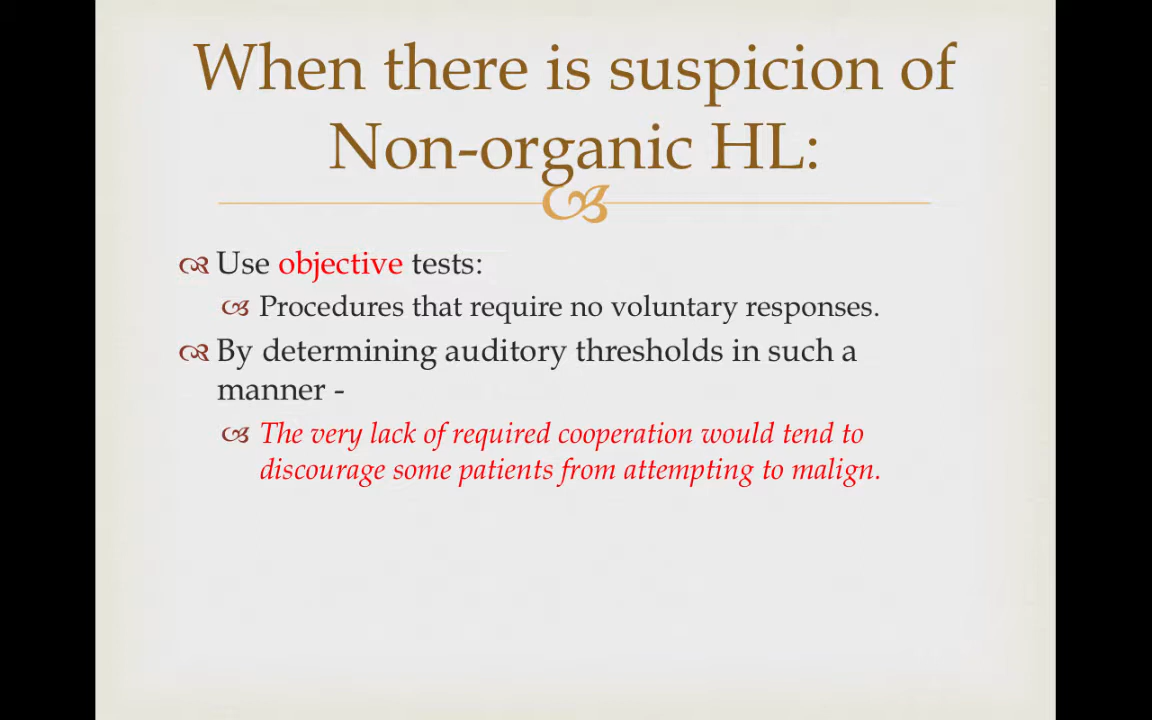 When there is suspicion of
Non-organic HL:
Use objective tests:
Procedures that require no voluntary responses.
By determining auditory thresholds in such a
manner -
The very lack of required cooperation would tend to
discourage some patients from attempting to malign.